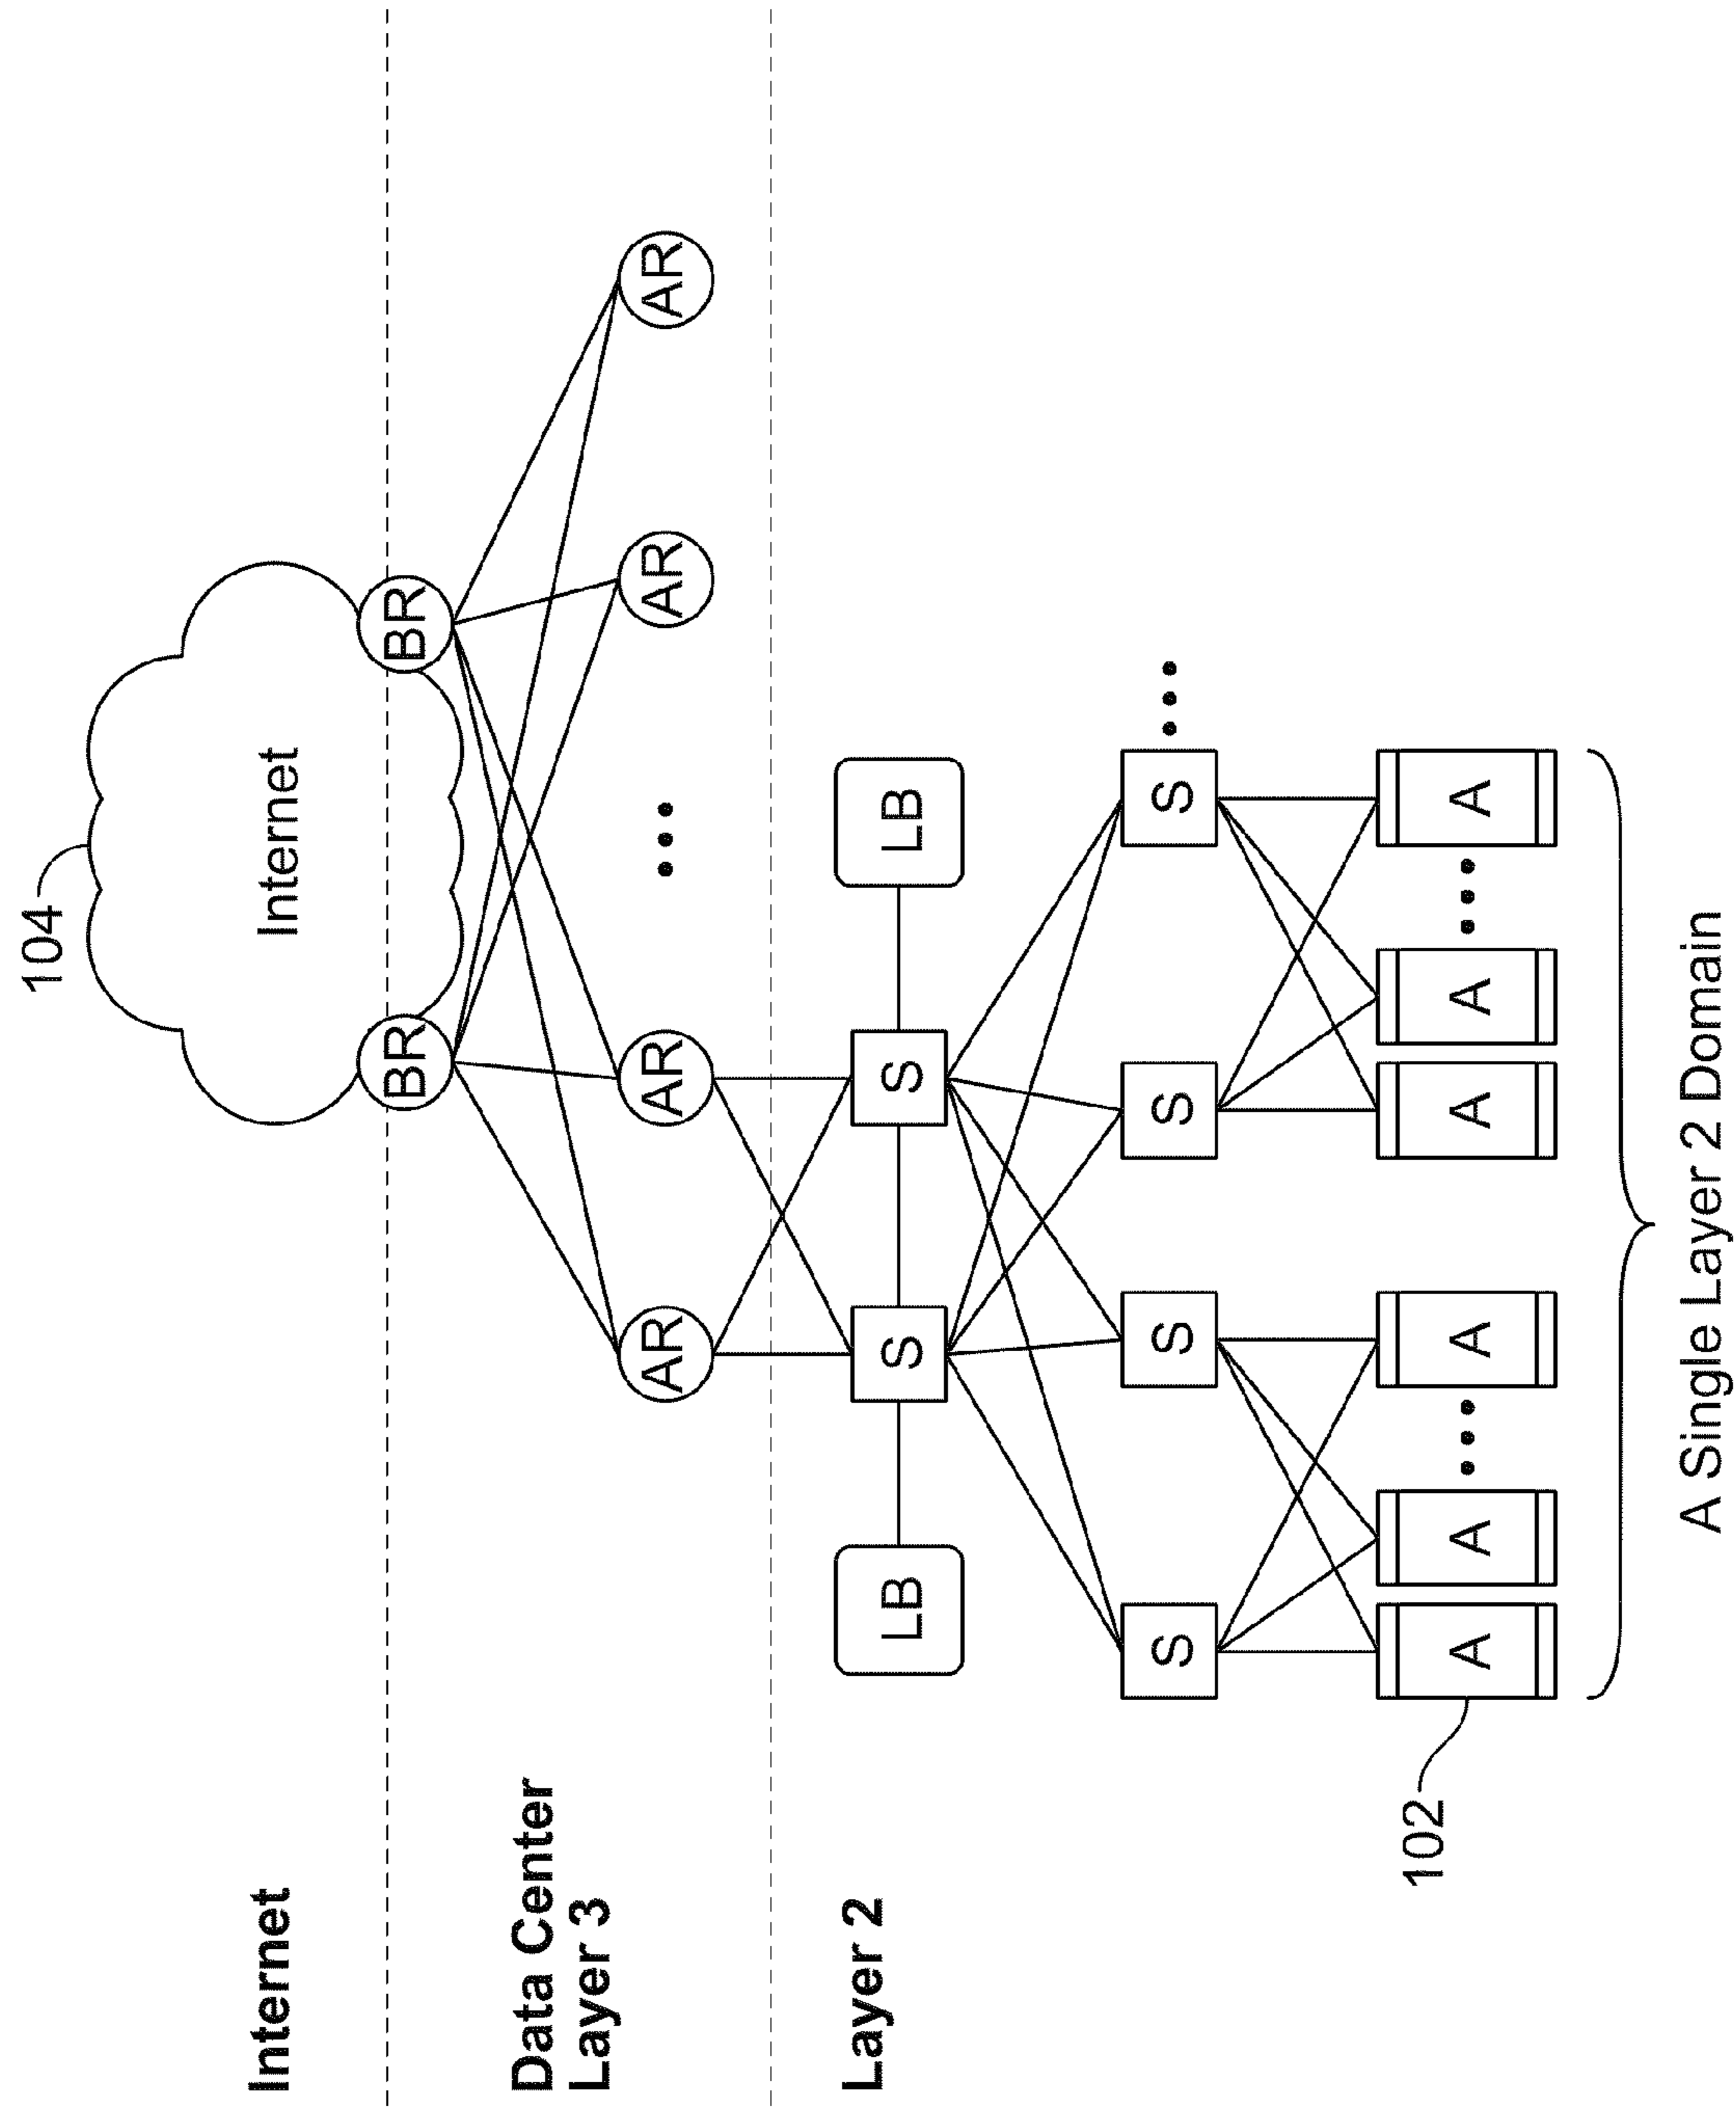 104
Internet
Internet
BR BR
Data Center
Layer 3
AR AR ... AR AR
Layer 2
LB S S LB
S S S S ...
A A ... A A A ... A
102
A Single Layer 2 Domain